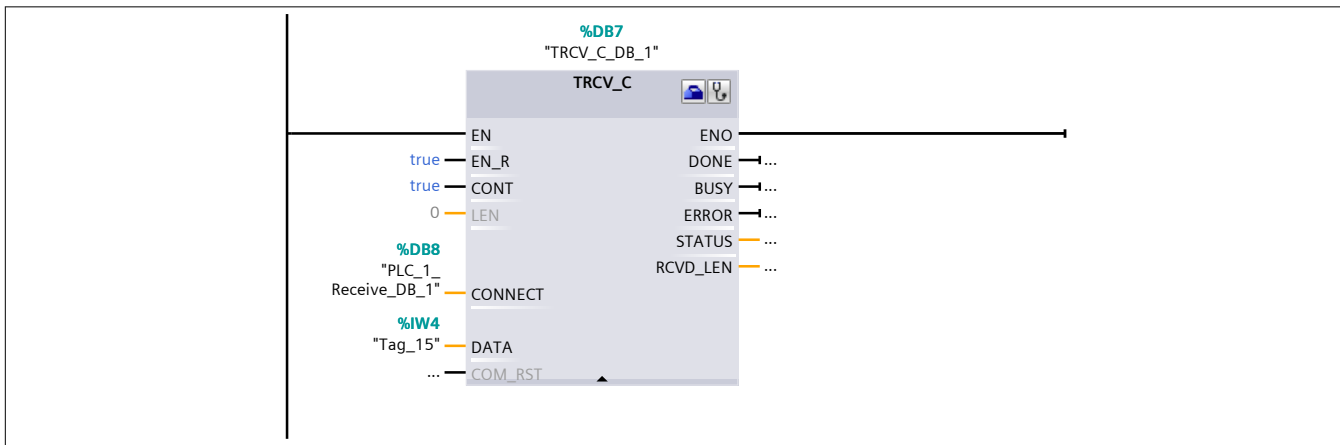 %DB7
"TRCV_C_DB_1"
TRCV_C
EN ENO
true EN_R DONE ...
true CONT BUSY ...
0 LEN ERROR ...
STATUS ...
%DB8
"PLC_1_ RCVD_LEN ...
Receive_DB_1" CONNECT
%IW4
"Tag_15" DATA
... COM_RST